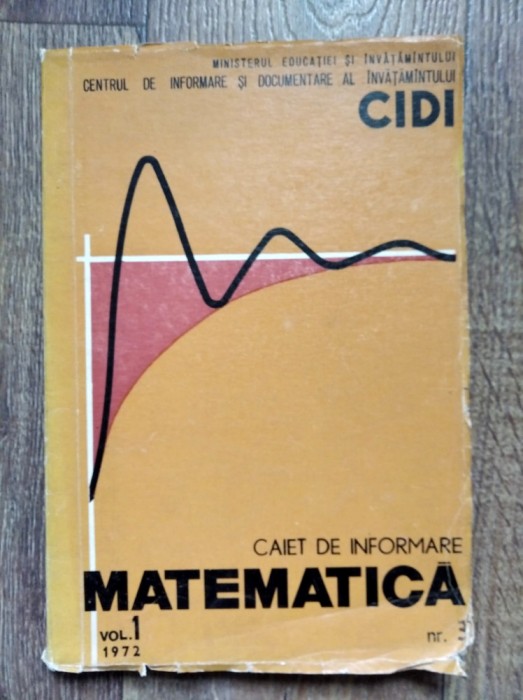 MINISTERUL EDUCAȚIEI ȘI ÎNVĂȚĂMÎNTULUI
CENTRUL DE INFORMARE ȘI DOCUMENTARE AL ÎNVĂȚĂMÎNTULUI
CIDI
CAIET DE INFORMARE
MATEMATICĂ
VOL.1
nr. 3
1972